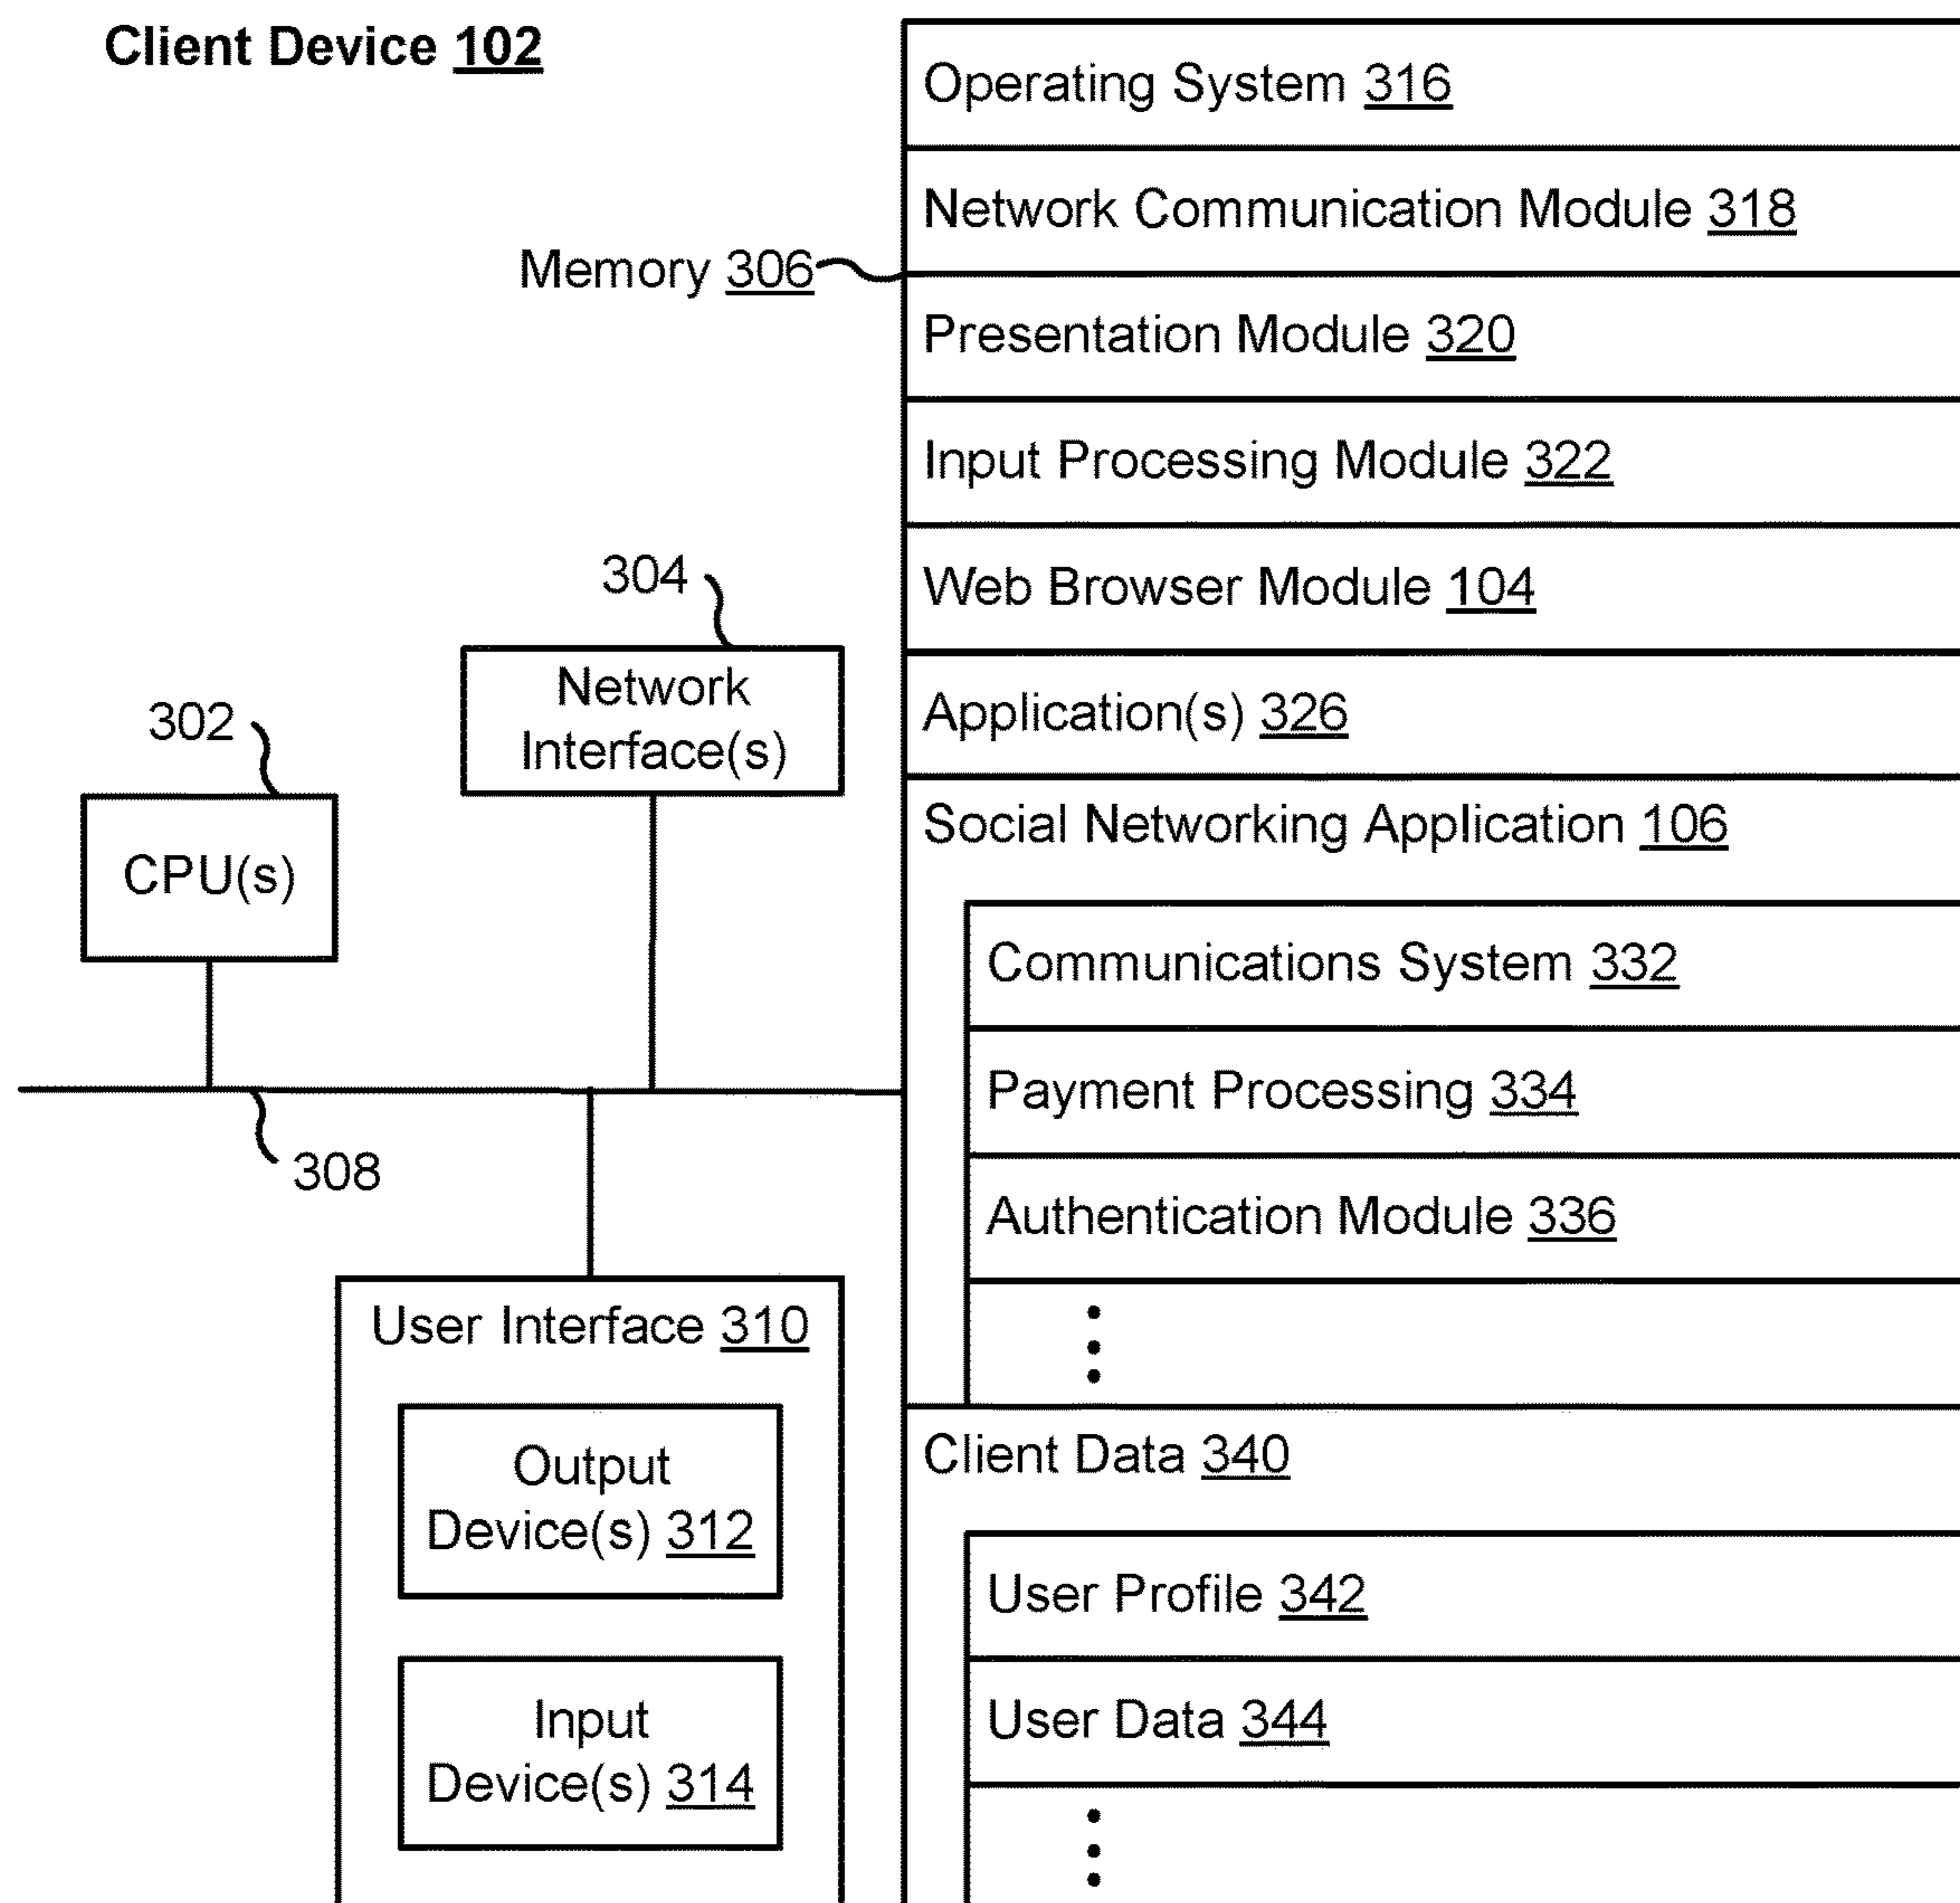 Client Device 102
Operating System 316
Network Communication Module 318
Memory 306
Presentation Module 320
Input Processing Module 322
Web Browser Module 104
Application(s) 326
Social Networking Application 106
Communications System 332
Payment Processing 334
Authentication Module 336
Client Data 340
User Profile 342
User Data 344
304
Network
Interface(s)
302
CPU(s)
308
User Interface 310
Output
Device(s) 312
Input
Device(s) 314